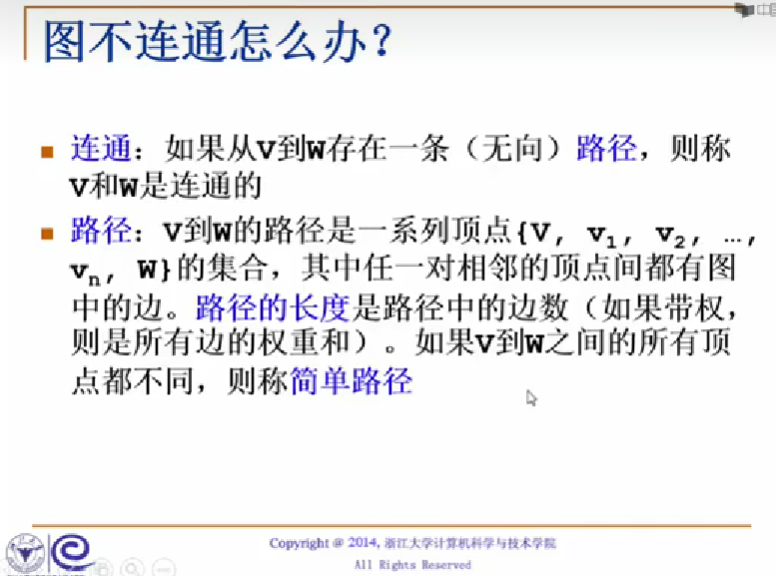 中国
图不连通怎么办？
连通：如果从V到W存在一条（无向）路径，则称
V和W是连通的
路径：V到W的路径是一系列顶点{V, v1, v2, …,
vn, W}的集合，其中任一对相邻的顶点间都有图
中的边。路径的长度是路径中的边数（如果带权，
则是所有边的权重和）。如果V到W之间的所有顶
点都不同，则称简单路径
Copyright @ 2014, 浙江大学计算机科学与技术学院
All Rights Reserved